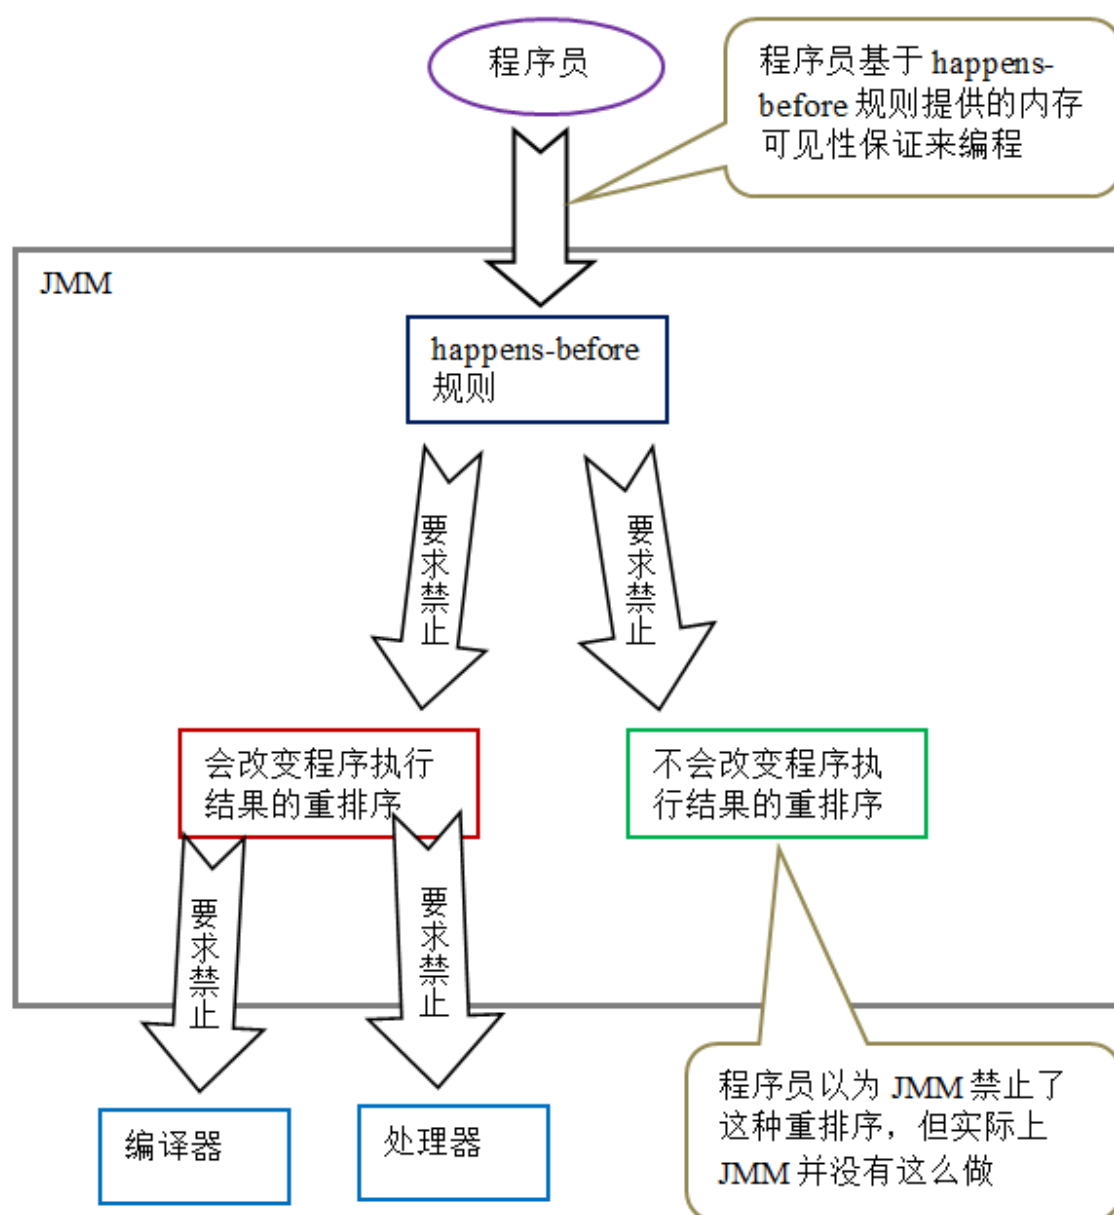 程序员
程序员基于 happens-
before 规则提供的内存
可见性保证来编程
JMM
happens-before
规则
要求禁止
要求禁止
会改变程序执行
结果的重排序
不会改变程序执
行结果的重排序
要求禁止
要求禁止
程序员以为 JMM 禁止了
这种重排序，但实际上
JMM 并没有这么做
编译器
处理器